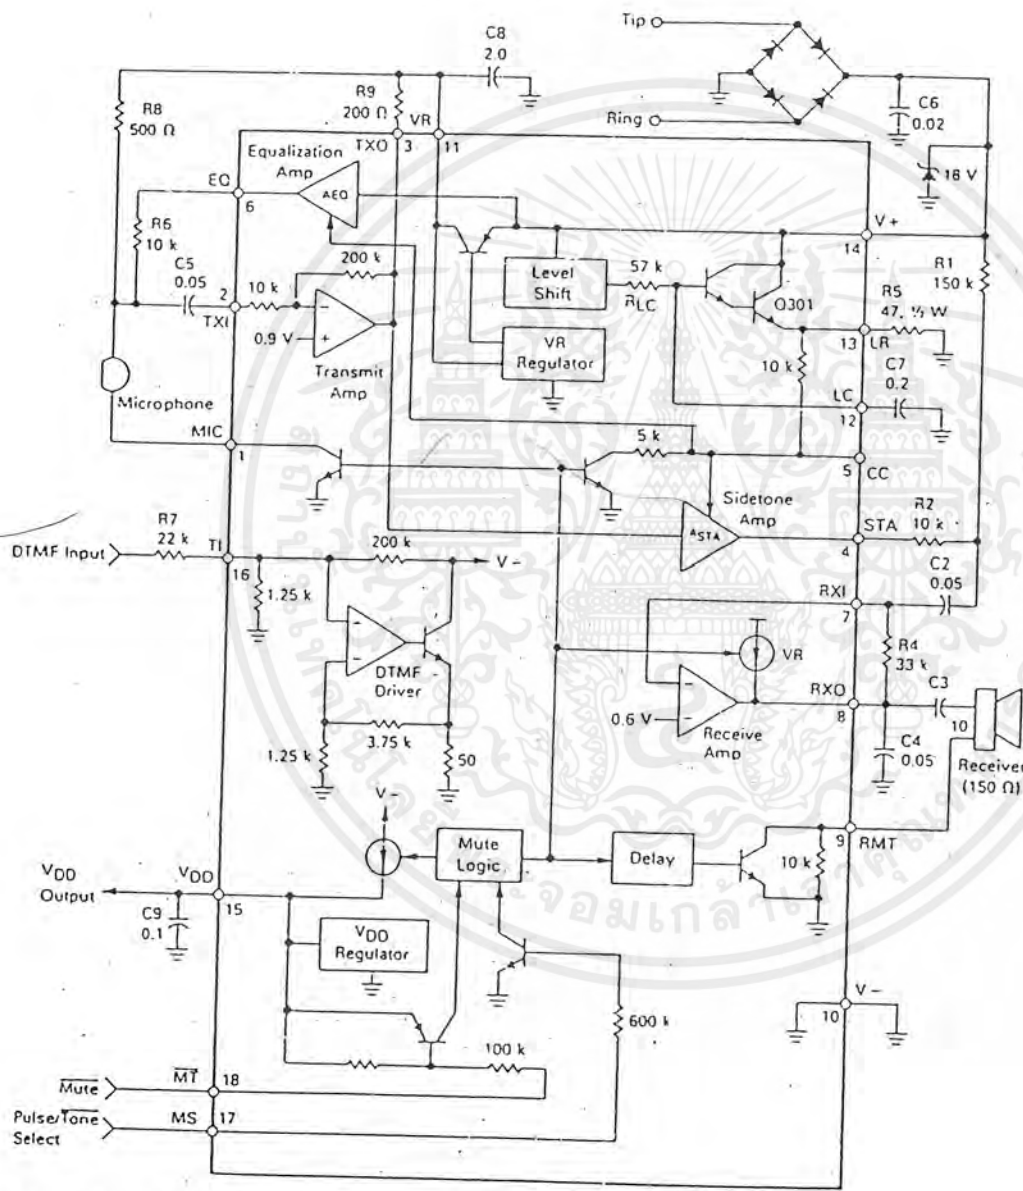 Tip
C8
2.0
R9
200 Ω
VR
R8
500 Ω
Ring
C6
0.02
TXO
3
11
Equalization
Amp
EQ
6
AEQ
18 V
V+
14
R6
10 k
200 k
Level
Shift
57 k
RLC
Q301
R1
150 k
C5
0.05
2
TXI
10 k
−
0.9 V
+
Transmit
Amp
VR
Regulator
R5
47, ½ W
13
LR
10 k
C7
0.2
LC
12
Microphone
MIC
1
5 k
5
CC
Sidetone
Amp
ASTA
STA
4
R2
10 k
R7
22 k
DTMF Input
TI
16
200 k
V−
1.25 k
−
−
DTMF
Driver
RXI
7
C2
0.05
VR
R4
33 k
−
0.6 V
−
Receive
Amp
RXO
8
C3
10
C4
0.05
Receiver
(150 Ω)
3.75 k
1.25 k
50
V−
Mute
Logic
Delay
9
RMT
10 k
VDD
Output
VDD
15
C9
0.1
VDD
Regulator
600 k
V−
10
100 k
Mute
MT
18
Pulse/Tone
Select
MS
17